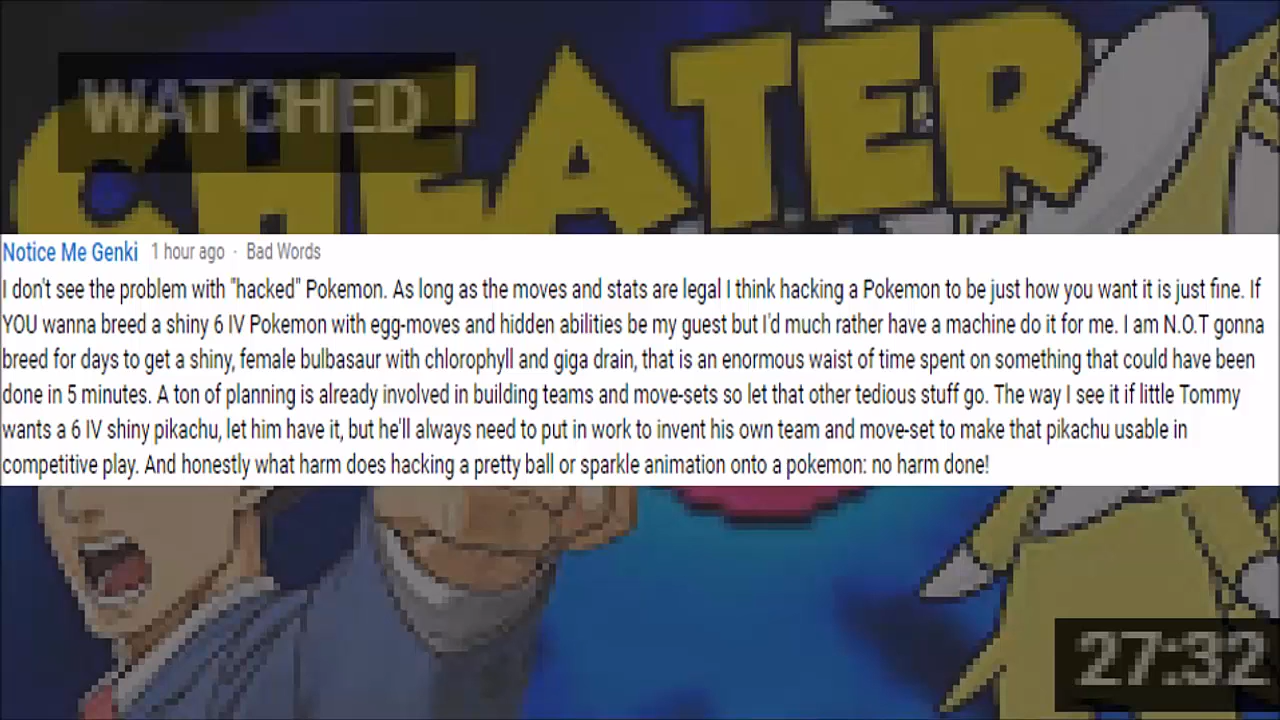 CHEATER
WATCHED
Notice Me Genki 1 hour ago · Bad Words
I don't see the problem with "hacked" Pokemon. As long as the moves and stats are legal I think hacking a Pokemon to be just how you want it is just fine. If
YOU wanna breed a shiny 6 IV Pokemon with egg-moves and hidden abilities be my guest but I'd much rather have a machine do it for me. I am N.O.T gonna
breed for days to get a shiny, female bulbasaur with chlorophyll and giga drain, that is an enormous waist of time spent on something that could have been
done in 5 minutes. A ton of planning is already involved in building teams and move-sets so let that other tedious stuff go. The way I see it if little Tommy
wants a 6 IV shiny pikachu, let him have it, but he'll always need to put in work to invent his own team and move-set to make that pikachu usable in
competitive play. And honestly what harm does hacking a pretty ball or sparkle animation onto a pokemon: no harm done!
27:32